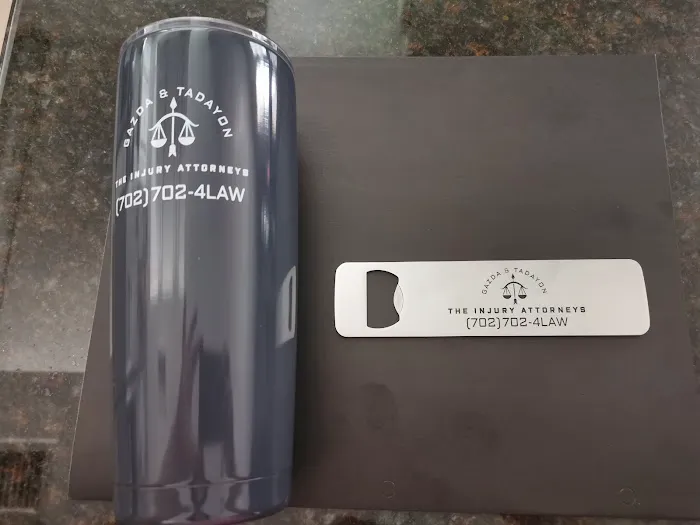 GAZDA & TADAYON
THE INJURY ATTORNEYS
(702) 702-4LAW
GAZDA & TADAYON
THE INJURY ATTORNEYS
(702) 702-4LAW